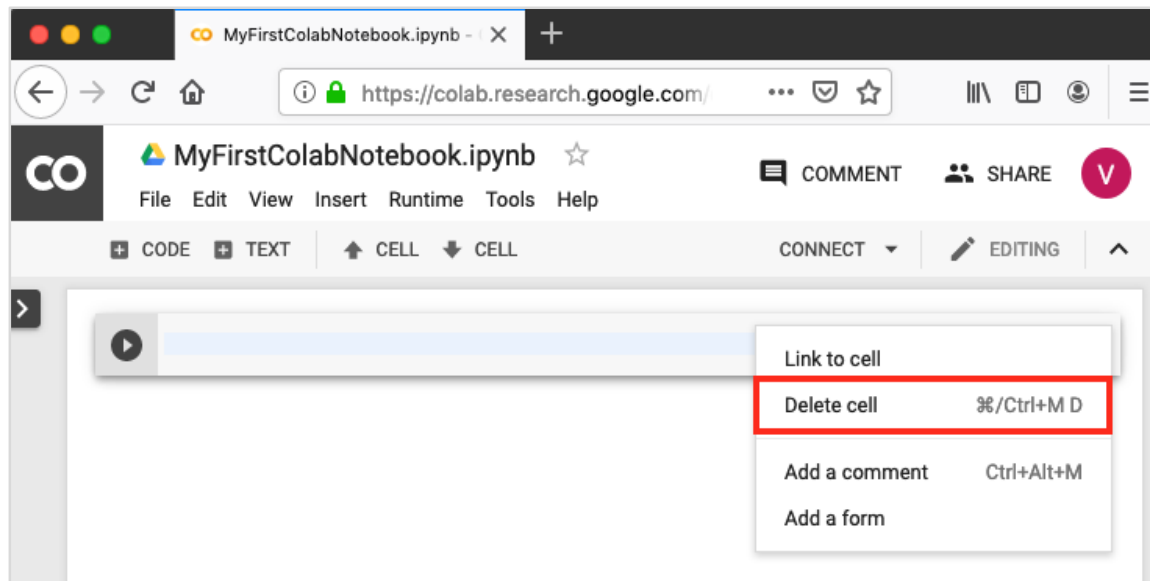 CO MyFirstColabNotebook.ipynb -
https://colab.research.google.com/
CO
MyFirstColabNotebook.ipynb
COMMENT SHARE V
File Edit View Insert Runtime Tools Help
CODE TEXT CELL CELL CONNECT EDITING
Link to cell
Delete cell ⌘/Ctrl+M D
Add a comment Ctrl+Alt+M
Add a form